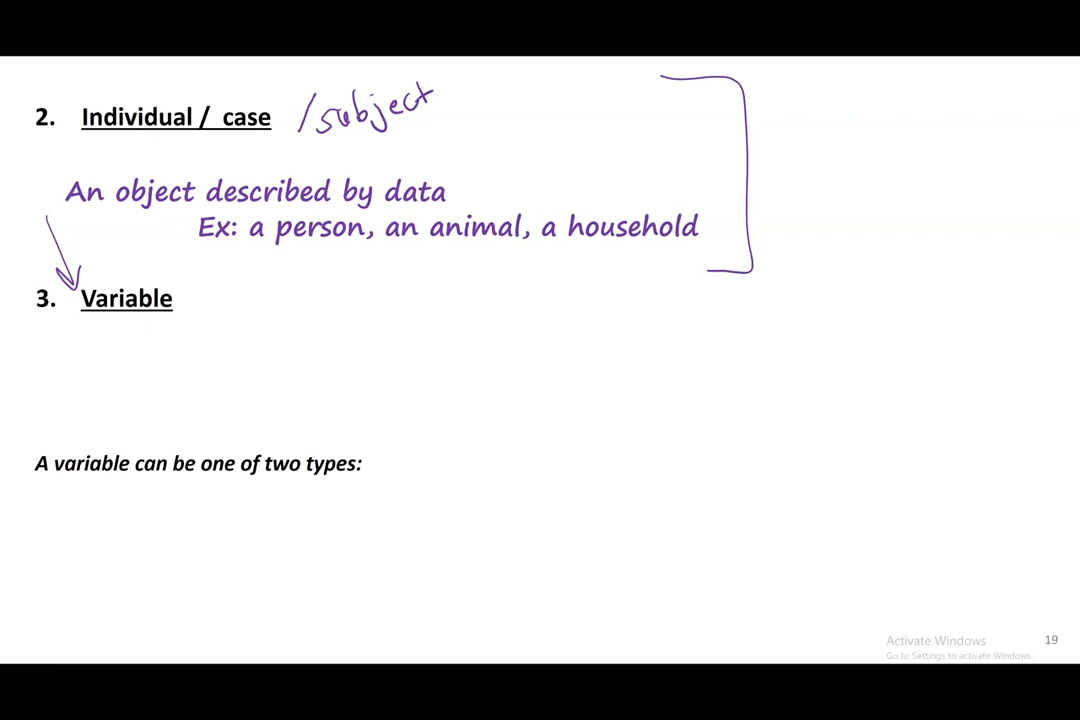 2. Individual / case /subject
An object described by data
Ex: a person, an animal, a household
3. Variable
A variable can be one of two types:
Activate Windows
Go to Settings to activate Windows.
19